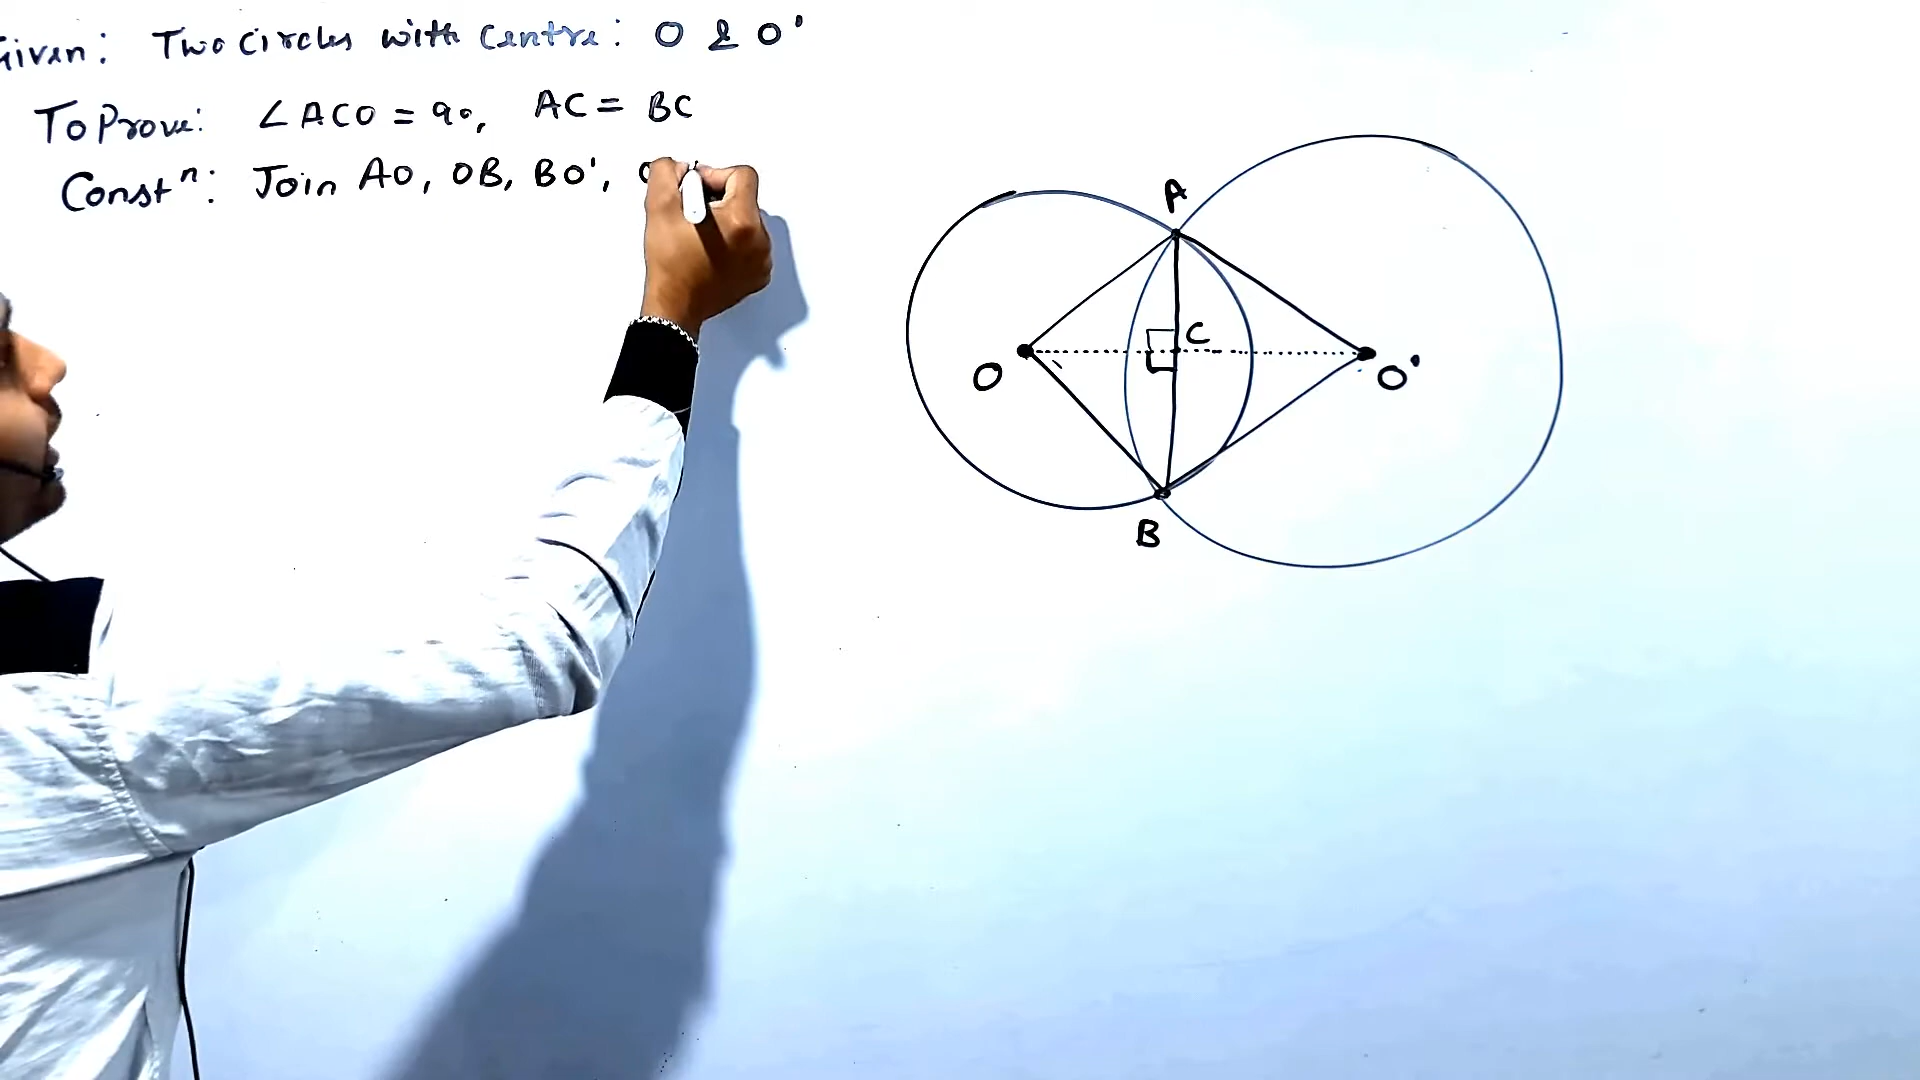 Given: Two Circles with Centre: O & O'
To Prove: ∠ACO = 90, AC = BC
Constⁿ: Join AO, OB, BO',
A
C
O
O'
B